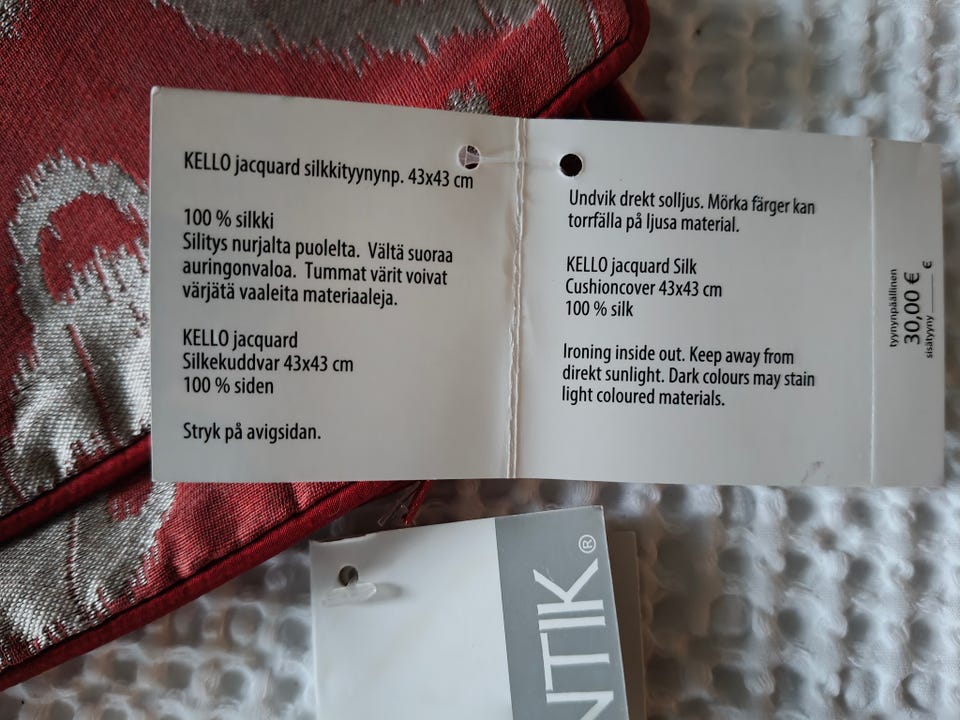 KELLO jacquard silkkityynynp. 43x43 cm
100 % silkki
Silitys nurjalta puolelta. Vältä suoraa
auringonvaloa. Tummat värit voivat
värjätä vaaleita materiaaleja.
KELLO jacquard
Silkekuddvar 43x43 cm
100 % siden
Stryk på avigsidan.
Undvik drekt solljus. Mörka färger kan
torrfälla på ljusa material.
KELLO jacquard Silk
Cushioncover 43x43 cm
100 % silk
Ironing inside out. Keep away from
direkt sunlight. Dark colours may stain
light coloured materials.
tyynynpäällinen
30,00 €
sisätyyny ______ €
NTIK®